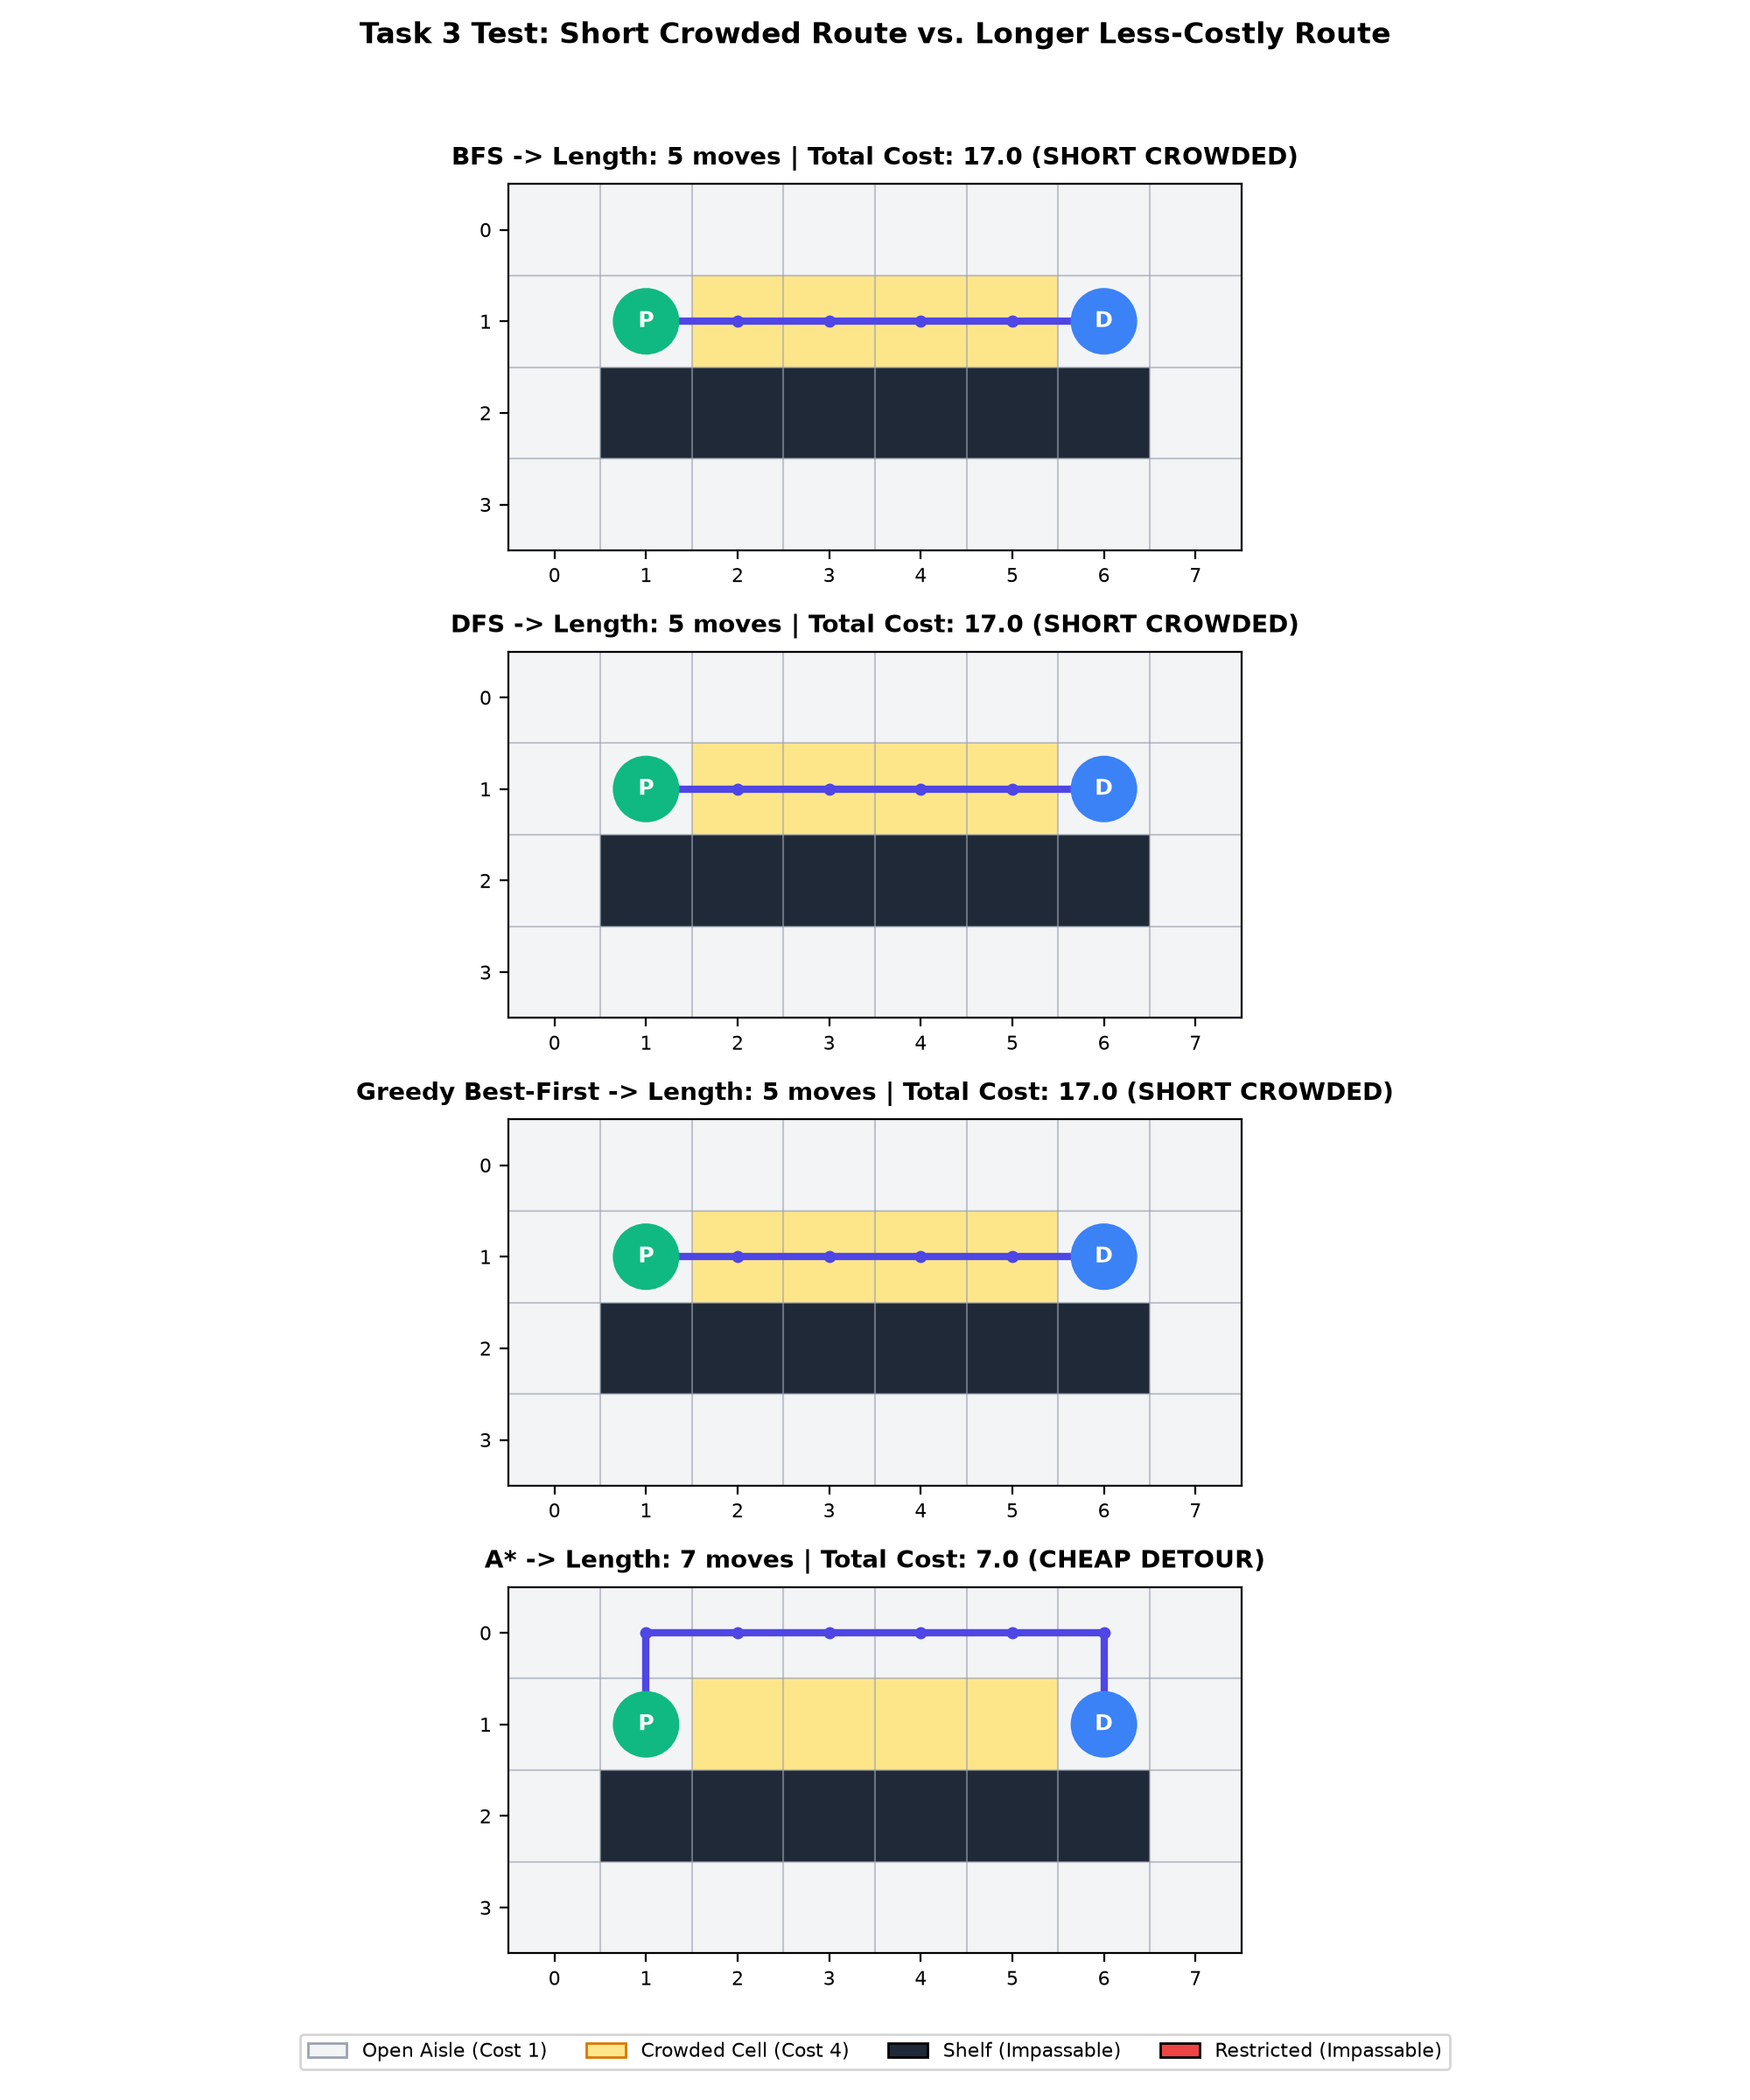 Task 3 Test: Short Crowded Route vs. Longer Less-Costly Route
BFS -> Length: 5 moves | Total Cost: 17.0 (SHORT CROWDED)
0
1
P
D
2
3
0 1 2 3 4 5 6 7
DFS -> Length: 5 moves | Total Cost: 17.0 (SHORT CROWDED)
0
1
P
D
2
3
0 1 2 3 4 5 6 7
Greedy Best-First -> Length: 5 moves | Total Cost: 17.0 (SHORT CROWDED)
0
1
P
D
2
3
0 1 2 3 4 5 6 7
A* -> Length: 7 moves | Total Cost: 7.0 (CHEAP DETOUR)
0
1
P
D
2
3
0 1 2 3 4 5 6 7
Open Aisle (Cost 1) Crowded Cell (Cost 4) Shelf (Impassable) Restricted (Impassable)